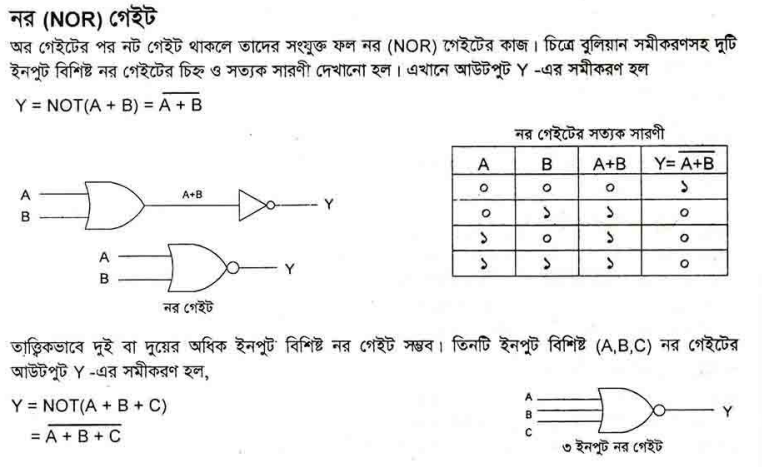 নর (NOR) গেইট
অর গেইটের পর নট গেইট থাকলে তাদের সংযুক্ত ফল নর (NOR) গেইটের কাজ। চিত্রে বুলিয়ান সমীকরণসহ দুটি
ইনপুট বিশিষ্ট নর গেইটের চিহ্ন ও সত্যক সারণী দেখানো হল। এখানে আউটপুট Y -এর সমীকরণ হল
Y = NOT(A + B) = \overline{A + B}
A
B
A+B
Y
A
B
Y
নর গেইট
নর গেইটের সত্যক সারণী
A B A+B Y= \overline{A+B}
০ ০ ০ ১
০ ১ ১ ০
১ ০ ১ ০
১ ১ ১ ০
তাত্ত্বিকভাবে দুই বা দুয়ের অধিক ইনপুট বিশিষ্ট নর গেইট সম্ভব। তিনটি ইনপুট বিশিষ্ট (A,B,C) নর গেইটের
আউটপুট Y -এর সমীকরণ হল,
Y = NOT(A + B + C)
= \overline{A + B + C}
A
B
C
Y
৩ ইনপুট নর গেইট